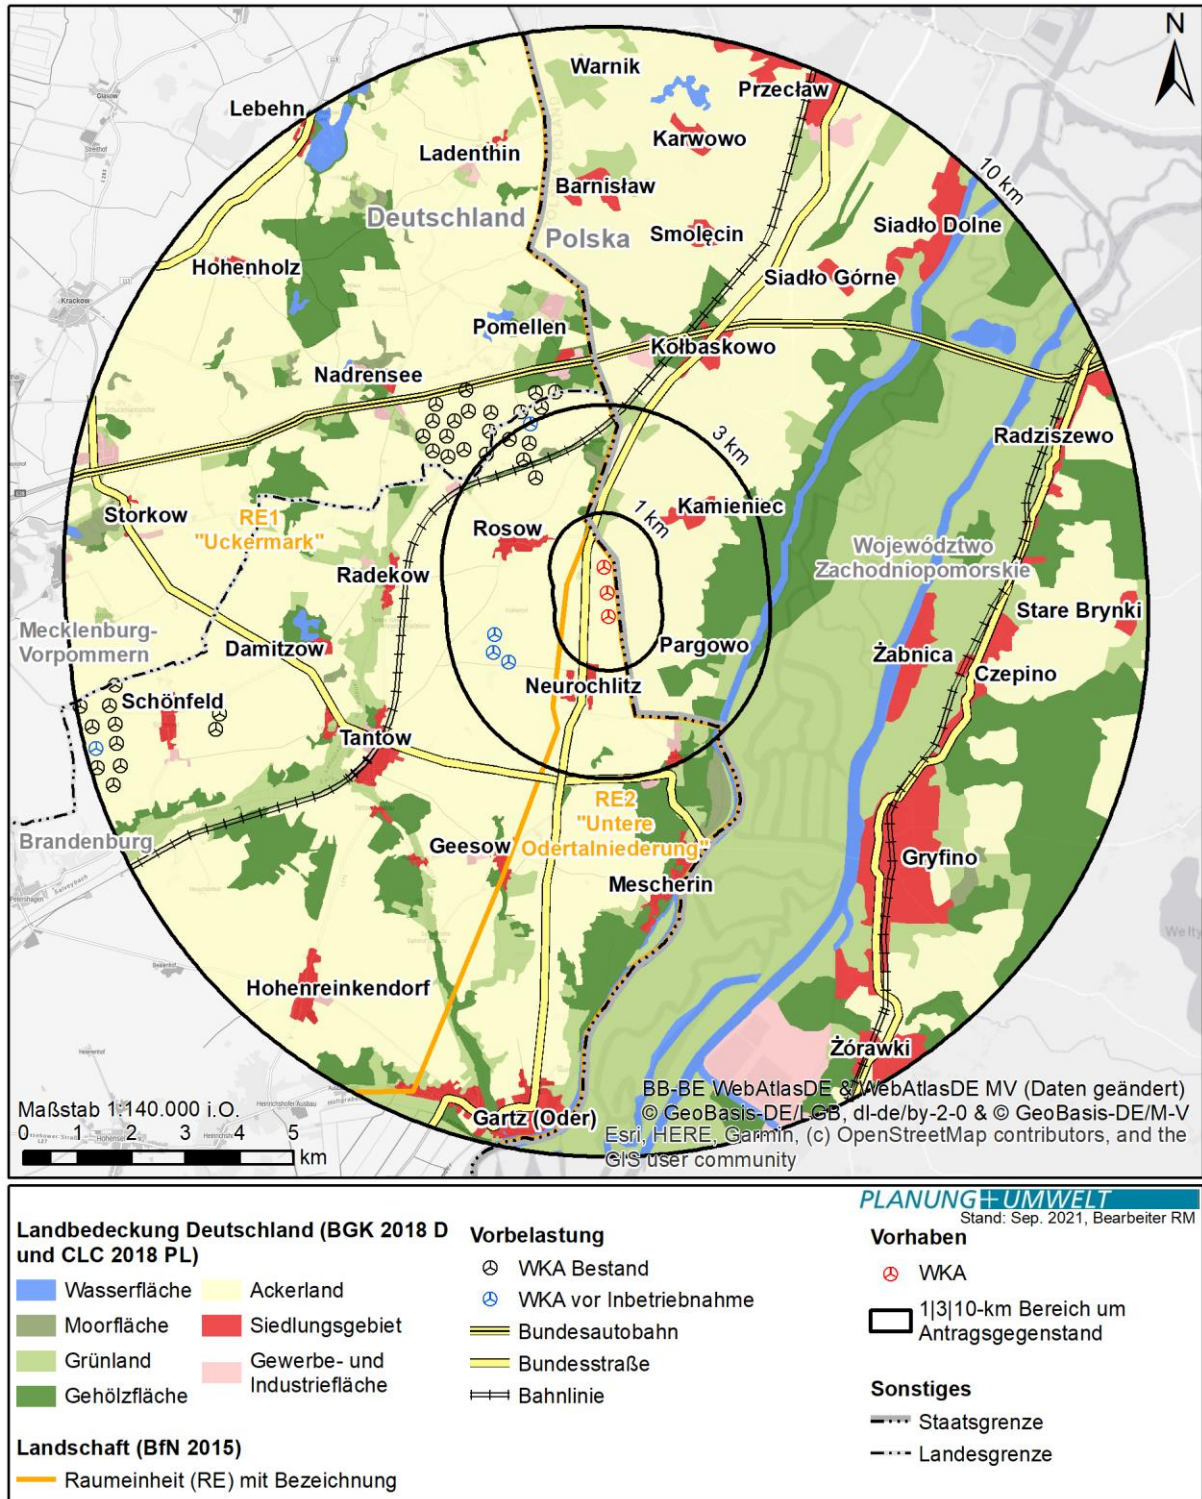 N
Warnik
Przecław
Lebehn
Karwowo
Ladenthin
Barnisław
10 km
Deutschland
Polska
Smolęcin
Siadło Dolne
Hohenholz
Siadło Górne
Krackow
Pomellen
Kołbaskowo
Nadrensee
3 km
Radziszewo
Storkow
RE1
"Uckermark"
Rosow
1 km
Kamieniec
Województwo
Zachodniopomorskie
Radekow
Stare Brynki
Mecklenburg-
Vorpommern
Damitzow
Pargowo
Żabnica
Czepino
Schönfeld
Neurochlitz
Tantow
RE2
"Untere
Odertalniederung"
Brandenburg
Geesow
Gryfino
Mescherin
Hohenreinkendorf
Żórawki
Gartz (Oder)
BB-BE WebAtlasDE & WebAtlasDE MV (Daten geändert)
© GeoBasis-DE/LGB, dl-de/by-2-0 & © GeoBasis-DE/M-V
Esri, HERE, Garmin, (c) OpenStreetMap contributors, and the
GIS user community
Maßstab 1:140.000 i.O.
0 1 2 3 4 5
km
PLANUNG+UMWELT
Stand: Sep. 2021, Bearbeiter RM
Landbedeckung Deutschland (BGK 2018 D
und CLC 2018 PL)
Wasserfläche
Moorfläche
Grünland
Gehölzfläche
Ackerland
Siedlungsgebiet
Gewerbe- und
Industriefläche
Landschaft (BfN 2015)
Raumeinheit (RE) mit Bezeichnung
Vorbelastung
WKA Bestand
WKA vor Inbetriebnahme
Bundesautobahn
Bundesstraße
Bahnlinie
Vorhaben
WKA
1|3|10-km Bereich um
Antragsgegenstand
Sonstiges
Staatsgrenze
Landesgrenze